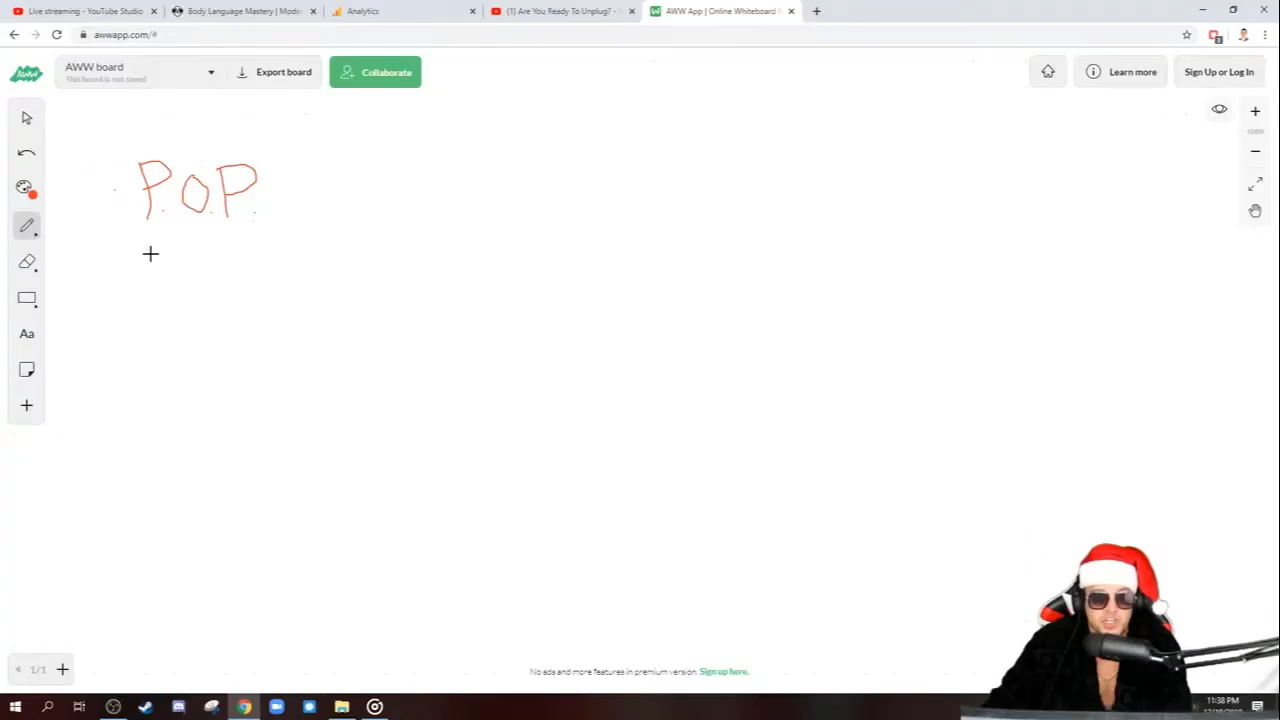 Live streaming - YouTube Studio
Body Language Mastery | Mode
Analytics
(1) Are You Ready To Unplug? -
AWW App | Online Whiteboard
awwapp.com/#
AWW board
This board is not saved
Export board
Collaborate
Learn more
Sign Up or Log In
100%
P.O.P.
Aa
1/1
No ads and more features in premium version. Sign up here.
11:38 PM